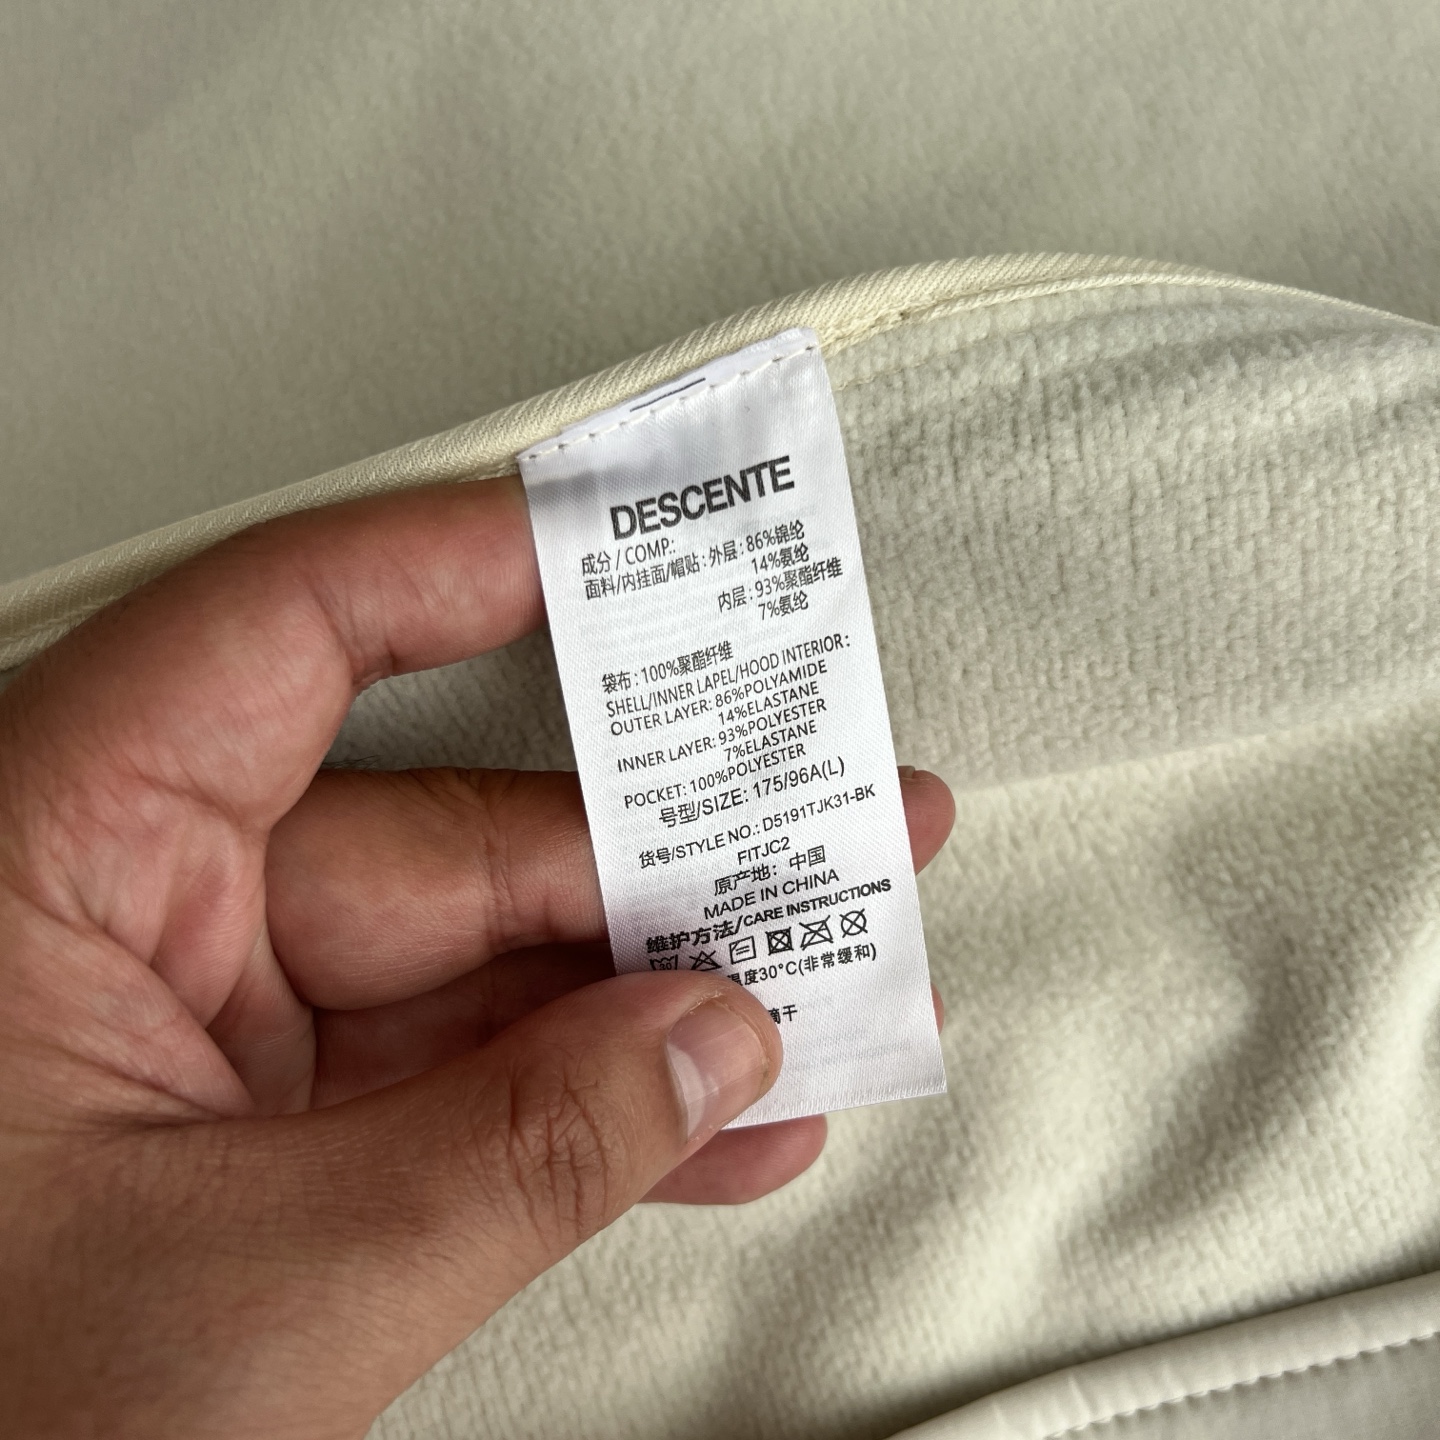 DESCENTE
成分 / COMP.:
面料/内挂面/帽贴 : 外层 : 86%锦纶
14%氨纶
内层 : 93%聚酯纤维
7%氨纶
袋布 : 100%聚酯纤维
SHELL/INNER LAPEL/HOOD INTERIOR :
OUTER LAYER: 86%POLYAMIDE
14%ELASTANE
INNER LAYER: 93%POLYESTER
7%ELASTANE
POCKET: 100%POLYESTER
号型/SIZE: 175/96A(L)
货号/STYLE NO.: D5191TJK31-BK
FITJC2
原产地: 中国
MADE IN CHINA
维护方法/CARE INSTRUCTIONS
30
温度30°C(非常缓和)
滴干